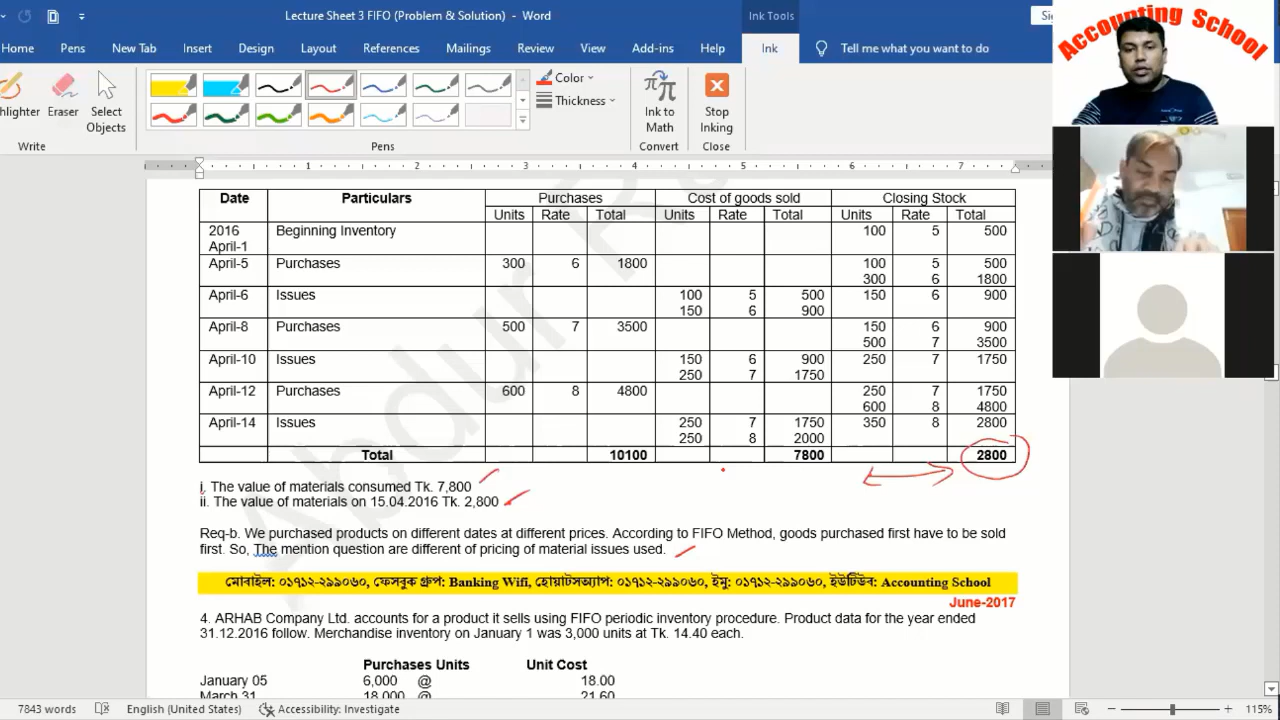 Lecture Sheet 3 FIFO (Problem & Solution) - Word
Ink Tools
Home Pens New Tab Insert Design Layout References Mailings Review View Add-ins Help Ink Tell me what you want to do
Accounting School
Color
Thickness
Eraser Select Objects
Ink to Math
Stop Inking
Write Pens Convert Close
1 2 3 4 5 6 7
Date Particulars Purchases Cost of goods sold Closing Stock
Units Rate Total Units Rate Total Units Rate Total
2016 Beginning Inventory 100 5 500
April-1
April-5 Purchases 300 6 1800 100 5 500
300 6 1800
April-6 Issues 100 5 500 150 6 900
150 6 900
April-8 Purchases 500 7 3500 150 6 900
500 7 3500
April-10 Issues 150 6 900 250 7 1750
250 7 1750
April-12 Purchases 600 8 4800 250 7 1750
600 8 4800
April-14 Issues 250 7 1750 350 8 2800
250 8 2000
Total 10100 7800 2800
i. The value of materials consumed Tk. 7,800
ii. The value of materials on 15.04.2016 Tk. 2,800
Req-b. We purchased products on different dates at different prices. According to FIFO Method, goods purchased first have to be sold
first. So, The mention question are different of pricing of material issues used.
মোবাইল: ০১৭১২-২৯৯০৬০, ফেসবুক গ্রুপ: Banking Wifi, হোয়াটসঅ্যাপ: ০১৭১২-২৯৯০৬০, ইমু: ০১৭১২-২৯৯০৬০, ইউটিউব: Accounting School
June-2017
4. ARHAB Company Ltd. accounts for a product it sells using FIFO periodic inventory procedure. Product data for the year ended
31.12.2016 follow. Merchandise inventory on January 1 was 3,000 units at Tk. 14.40 each.
Purchases Units Unit Cost
January 05 6,000 @ 18.00
March 31 18,000 @ 21.60
7843 words English (United States) Accessibility: Investigate 115%